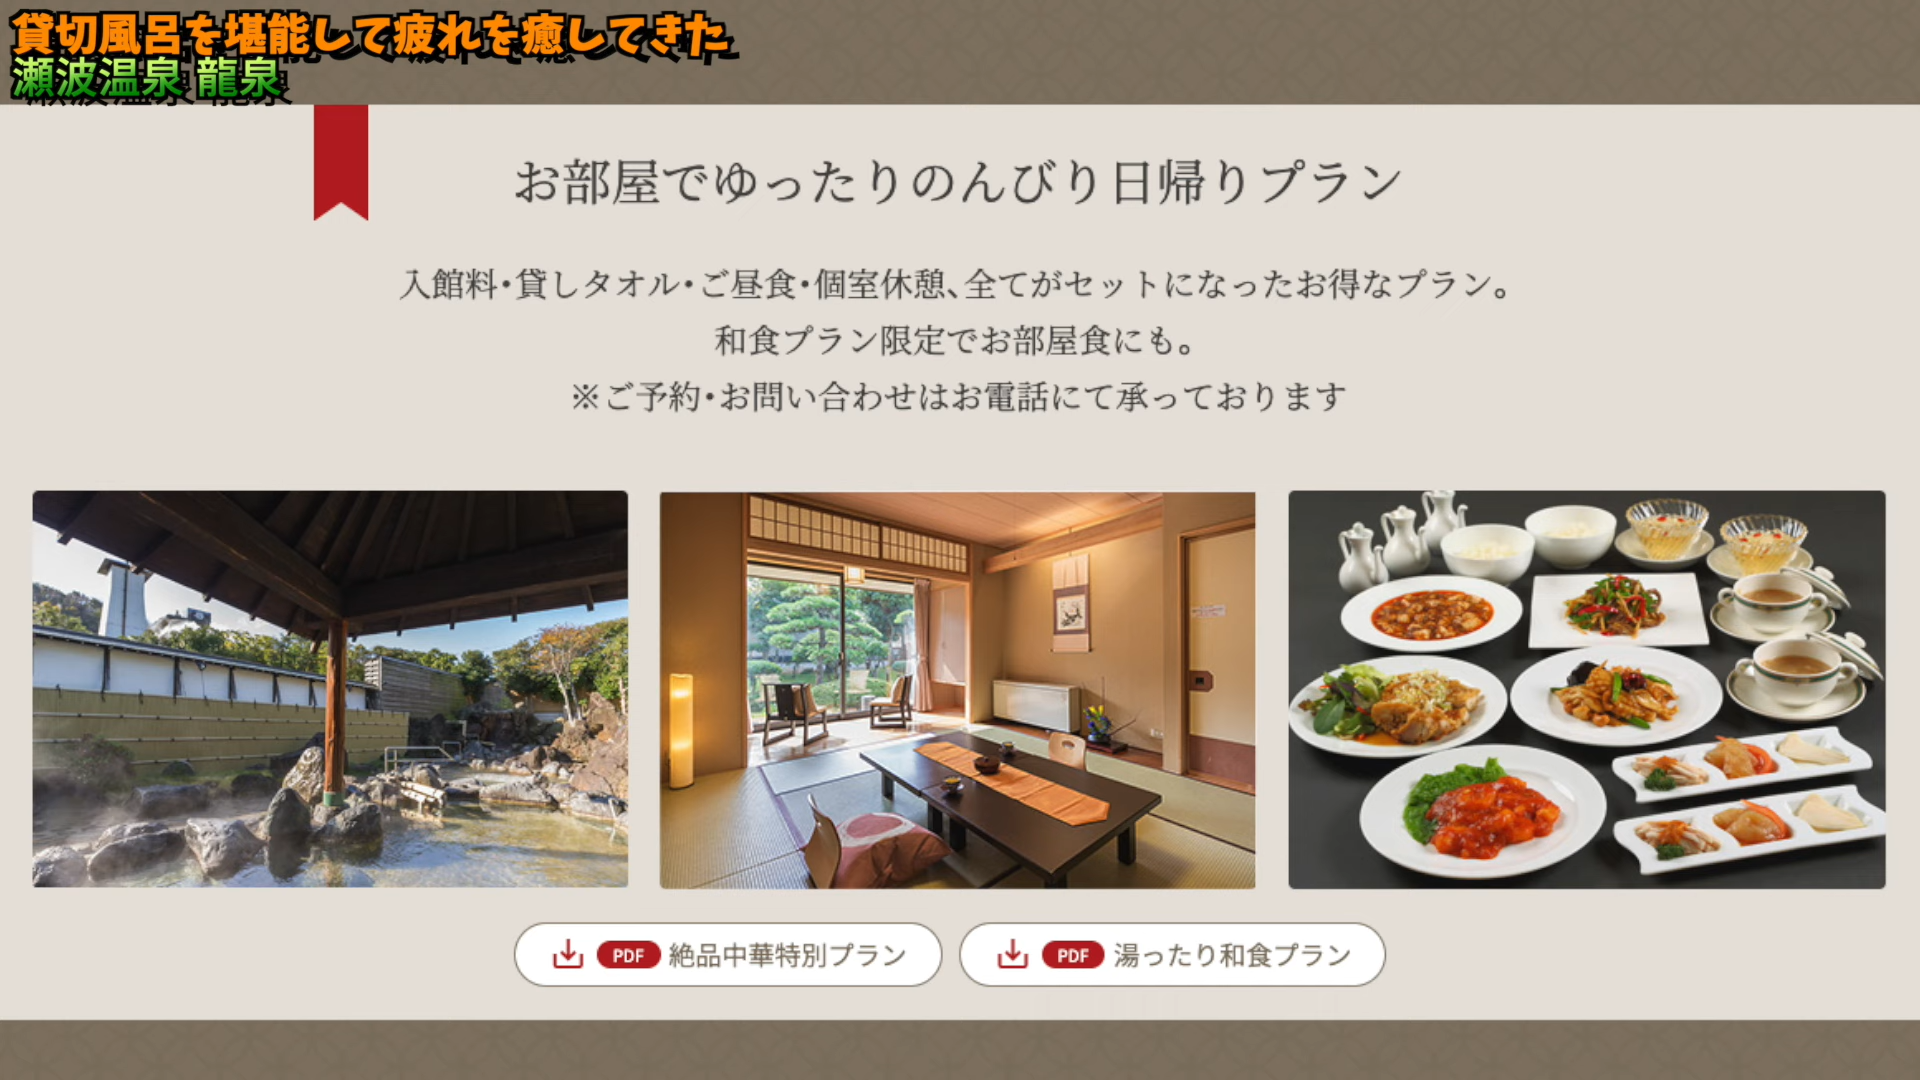 貸切風呂を堪能して疲れを癒してきた
瀬波温泉 龍泉
お部屋でゆったりのんびり日帰りプラン
入館料・貸しタオル・ご昼食・個室休憩、全てがセットになったお得なプラン。
和食プラン限定でお部屋食にも。
※ご予約・お問い合わせはお電話にて承っております
PDF 絶品中華特別プラン
PDF 湯ったり和食プラン